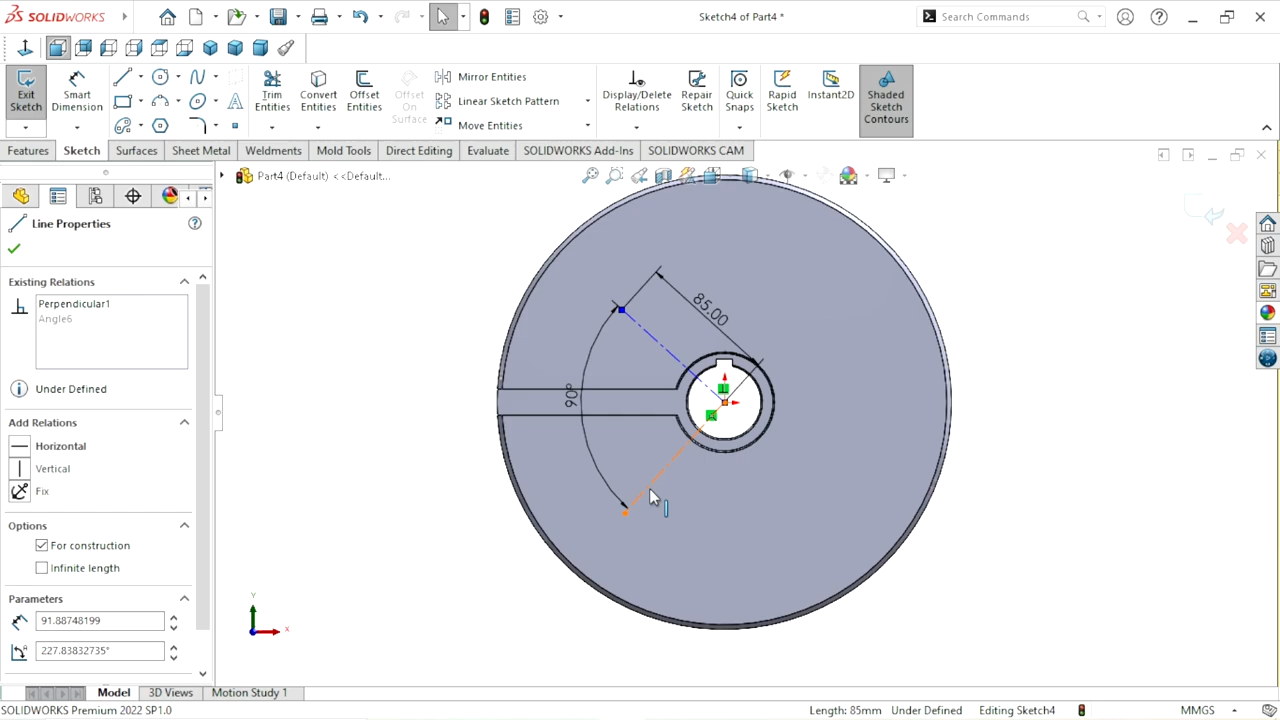 SOLIDWORKS
Sketch4 of Part4 *
Search Commands
Exit Sketch
Smart Dimension
Trim Entities
Convert Entities
Offset Entities
Offset On Surface
Mirror Entities
Linear Sketch Pattern
Move Entities
Display/Delete Relations
Repair Sketch
Quick Snaps
Rapid Sketch
Instant2D
Shaded Sketch Contours
Features
Sketch
Surfaces
Sheet Metal
Weldments
Mold Tools
Direct Editing
Evaluate
SOLIDWORKS Add-Ins
SOLIDWORKS CAM
Part4 (Default) <<Default...
Line Properties
Existing Relations
Perpendicular1
Angle6
Under Defined
Add Relations
Horizontal
Vertical
Fix
Options
For construction
Infinite length
Parameters
91.88748199
227.83832735°
85.00
90°
Y
X
Model
3D Views
Motion Study 1
SOLIDWORKS Premium 2022 SP1.0
Length: 85mm
Under Defined
Editing Sketch4
MMGS